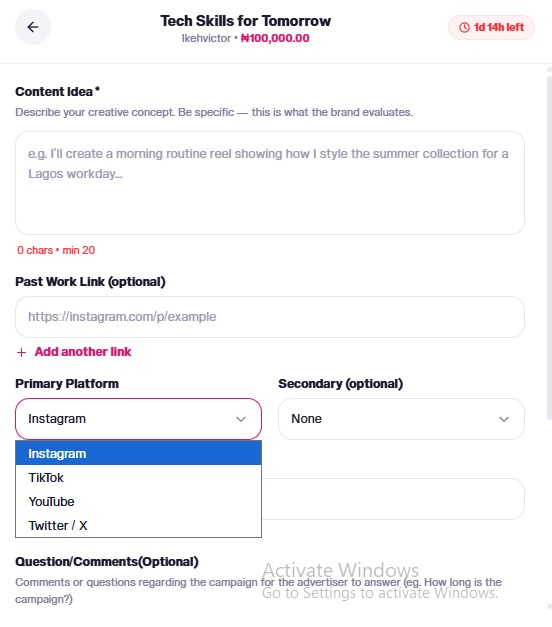 Tech Skills for Tomorrow
Ikehvictor • ₦100,000.00
1d 14h left
Content Idea *
Describe your creative concept. Be specific — this is what the brand evaluates.
e.g. I'll create a morning routine reel showing how I style the summer collection for a
Lagos workday...
0 chars • min 20
Past Work Link (optional)
https://instagram.com/p/example
+ Add another link
Primary Platform
Secondary (optional)
Instagram
None
Instagram
TikTok
YouTube
Twitter / X
Question/Comments(Optional)
Comments or questions regarding the campaign for the advertiser to answer (eg. How long is the
campaign?)
Activate Windows
Go to Settings to activate Windows.